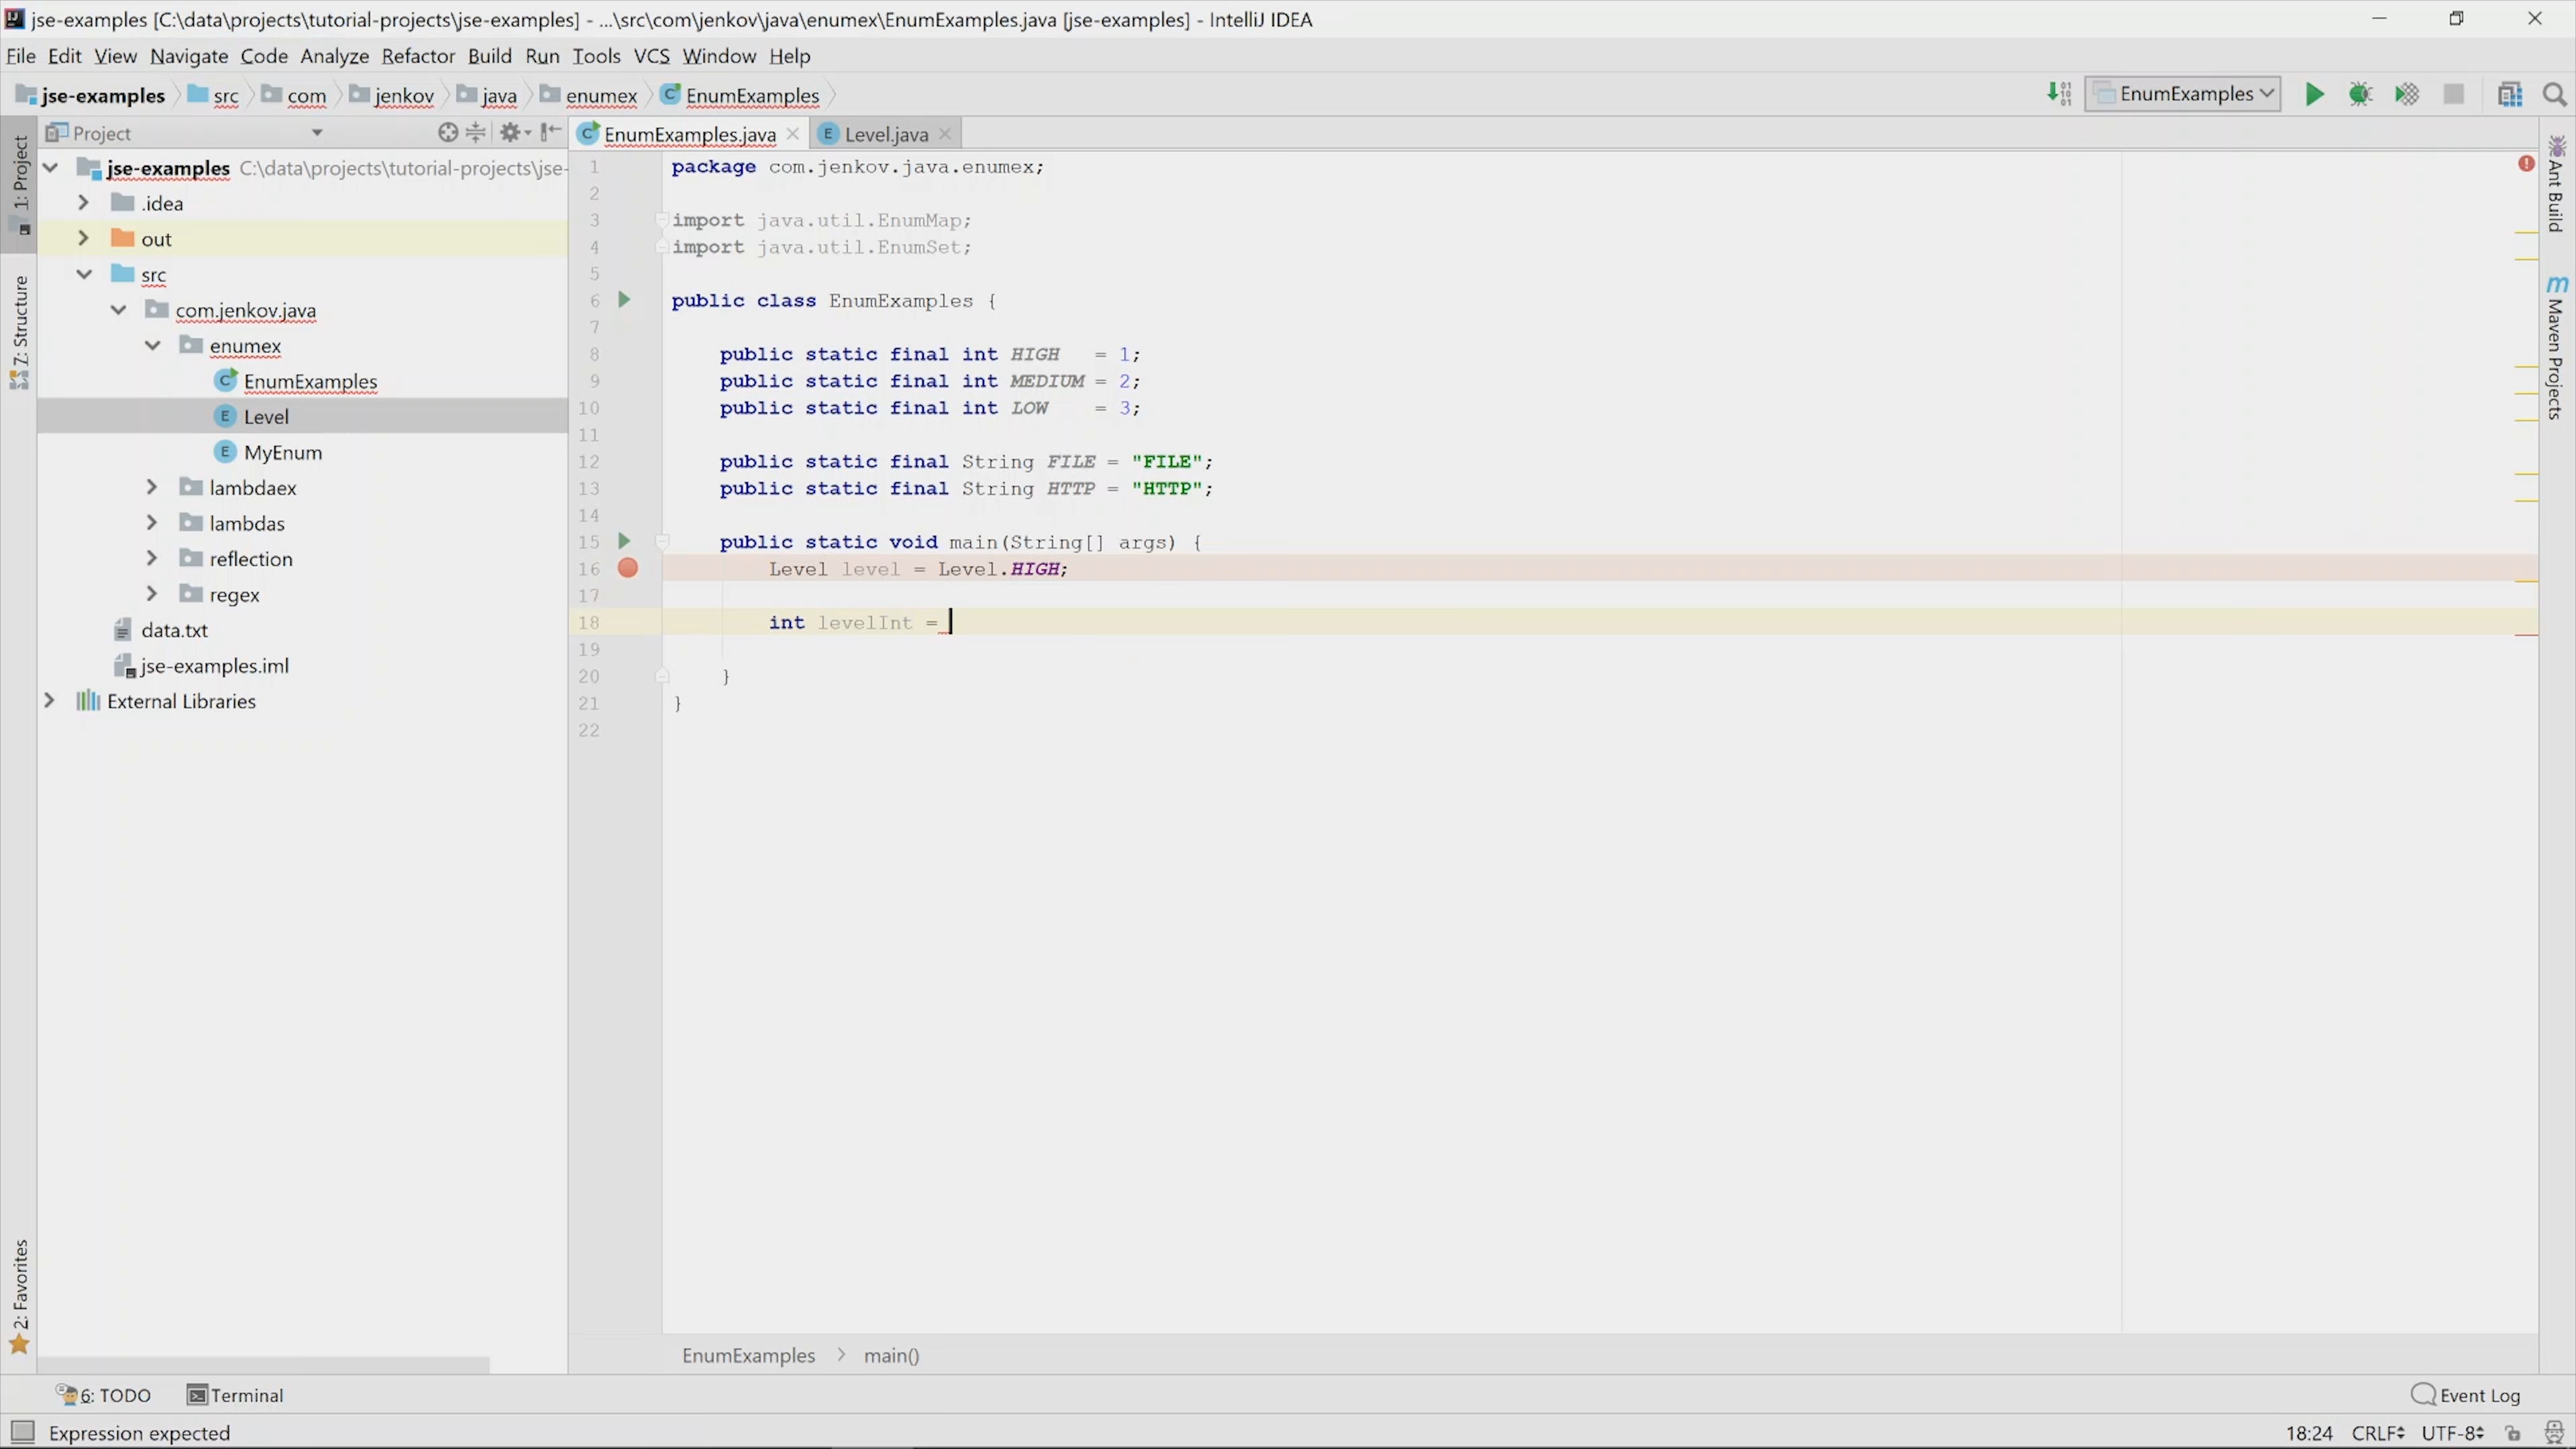 jse-examples [C:\data\projects\tutorial-projects\jse-examples] - ...\src\com\jenkov\java\enumex\EnumExamples.java [jse-examples] - IntelliJ IDEA
File Edit View Navigate Code Analyze Refactor Build Run Tools VCS Window Help
jse-examples src com jenkov java enumex EnumExamples
EnumExamples
Project
EnumExamples.java
Level.java
1: Project
Z: Structure
2: Favorites
jse-examples C:\data\projects\tutorial-projects\jse-
.idea
out
src
com.jenkov.java
enumex
EnumExamples
Level
MyEnum
lambdaex
lambdas
reflection
regex
data.txt
jse-examples.iml
External Libraries
1 package com.jenkov.java.enumex;
2
3 import java.util.EnumMap;
4 import java.util.EnumSet;
5
6 public class EnumExamples {
7
8 public static final int HIGH = 1;
9 public static final int MEDIUM = 2;
10 public static final int LOW = 3;
11
12 public static final String FILE = "FILE";
13 public static final String HTTP = "HTTP";
14
15 public static void main(String[] args) {
16 Level level = Level.HIGH;
17
18 int levelInt =
19
20 }
21 }
22
Ant Build
Maven Projects
EnumExamples main()
6: TODO Terminal Event Log
Expression expected 18:24 CRLF UTF-8